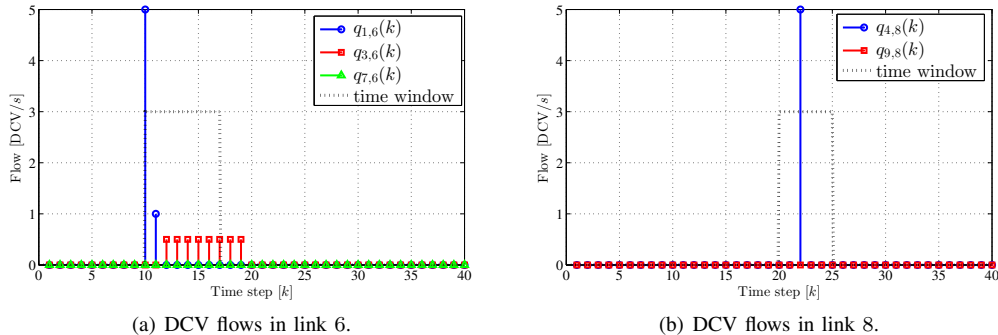 5
4
3
2
1
0
Flow [DCV/s]
q1,6(k)
q3,6(k)
q7,6(k)
time window
0 5 10 15 20 25 30 35 40
Time step [k]
(a) DCV flows in link 6.
5
4
3
2
1
0
Flow [DCV/s]
q4,8(k)
q9,8(k)
time window
0 5 10 15 20 25 30 35 40
Time step [k]
(b) DCV flows in link 8.